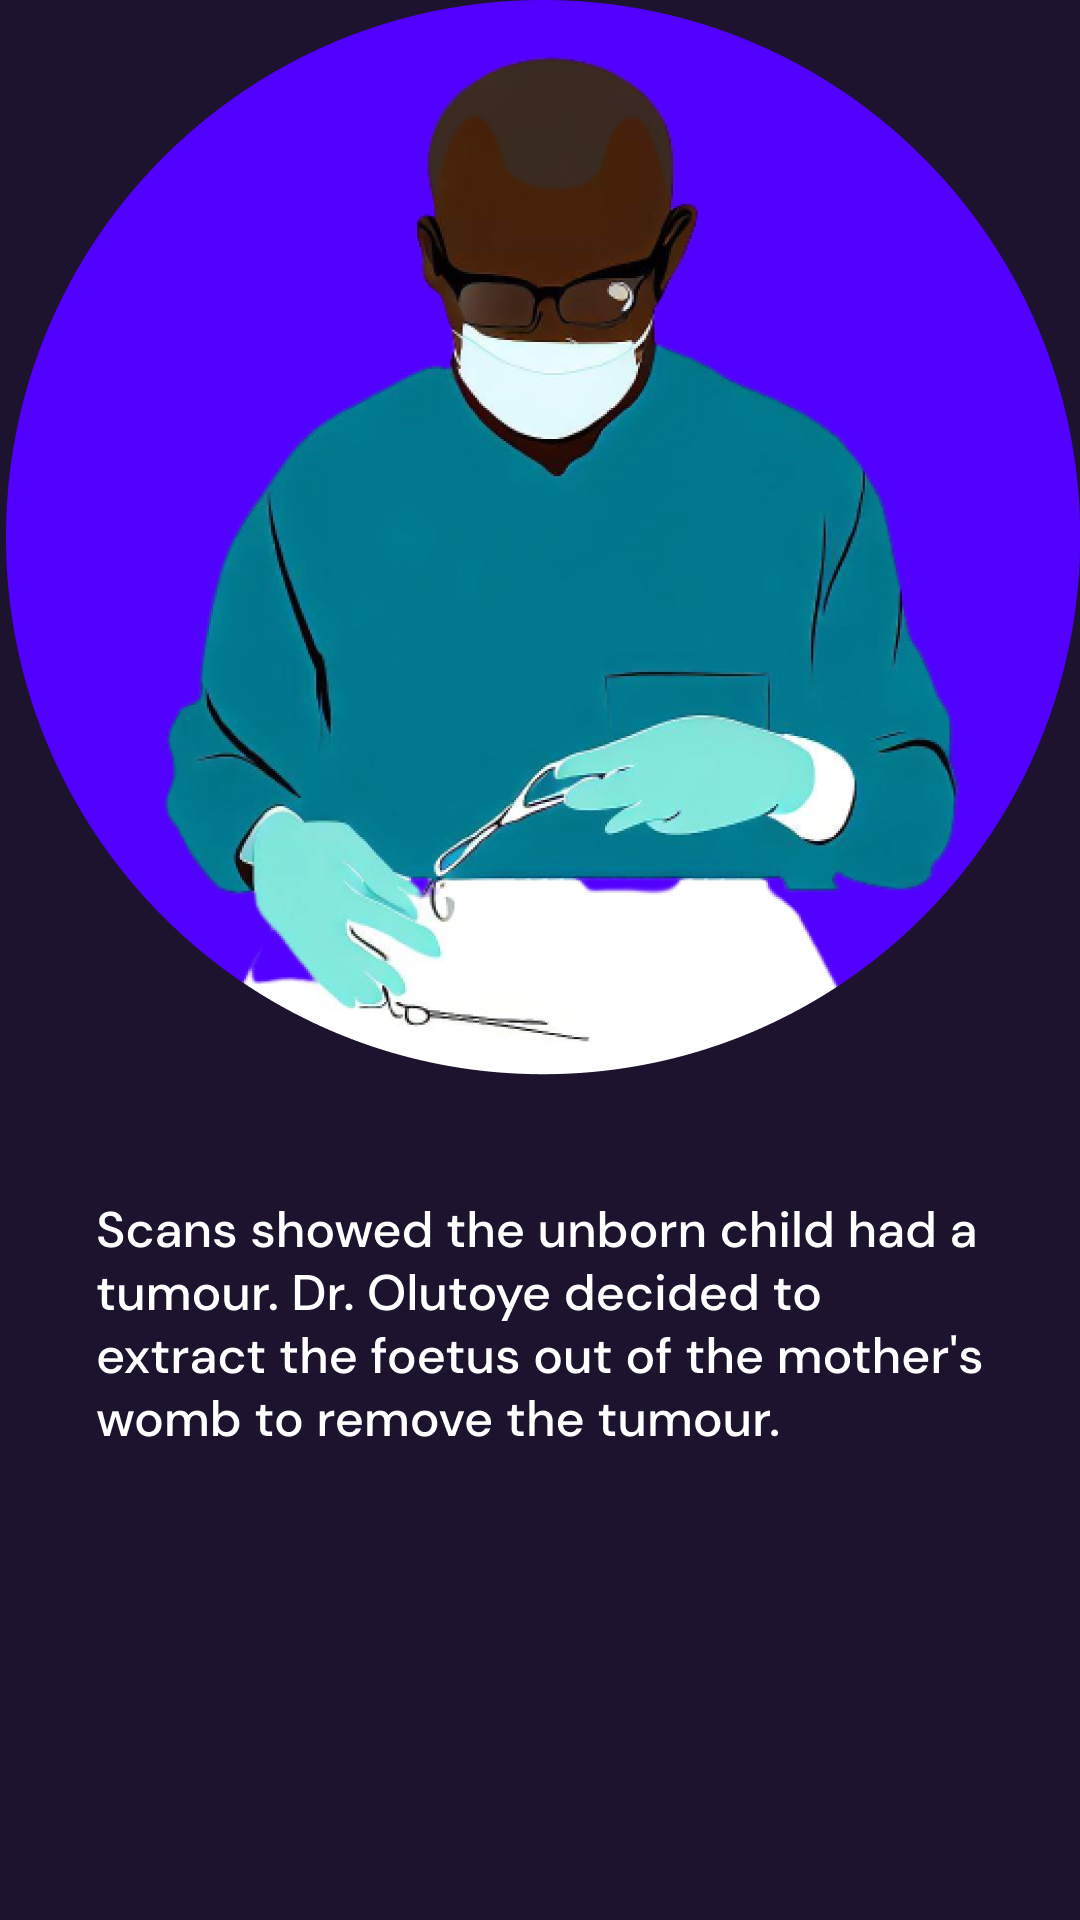 Scans showed the unborn child had a
tumour. Dr. Olutoye decided to
extract the foetus out of the mother's
womb to remove the tumour.